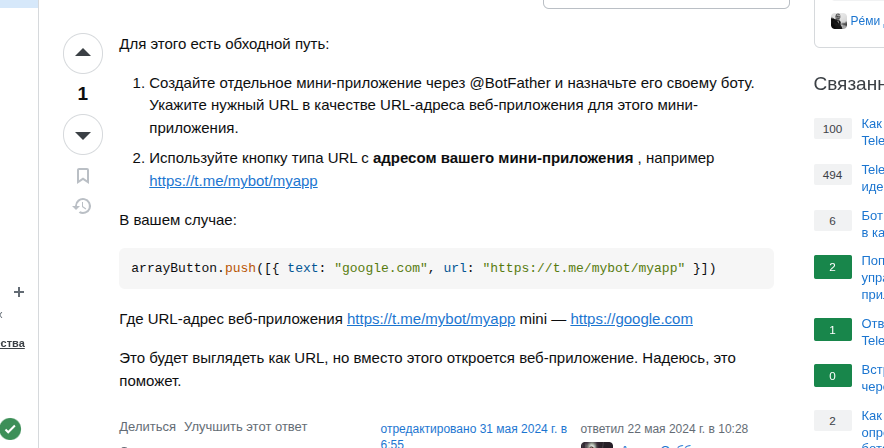 Рéми
Для этого есть обходной путь:
1
1. Создайте отдельное мини-приложение через @BotFather и назначьте его своему боту.
Укажите нужный URL в качестве URL-адреса веб-приложения для этого мини-
приложения.
2. Используйте кнопку типа URL с адресом вашего мини-приложения , например
https://t.me/mybot/myapp
В вашем случае:
arrayButton.push([{ text: "google.com", url: "https://t.me/mybot/myapp" }])
Где URL-адрес веб-приложения https://t.me/mybot/myapp mini — https://google.com
Это будет выглядеть как URL, но вместо этого откроется веб-приложение. Надеюсь, это
поможет.
Делиться Улучшить этот ответ
отредактировано 31 мая 2024 г. в
6:55
ответил 22 мая 2024 г. в 10:28
ства
Связанн
100 Как
Tele
494 Tele
иде
6 Бот
в ка
2 Поп
упра
при
1 Отв
Tele
0 Встр
чере
2 Как
опр